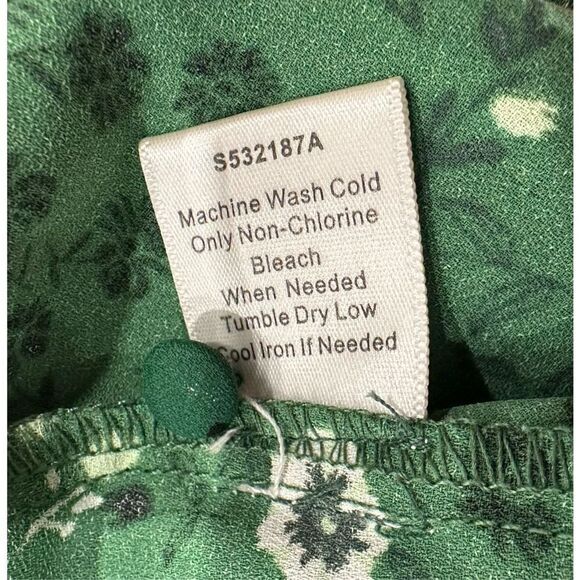 S532187A
Machine Wash Cold
Only Non-Chlorine
Bleach
When Needed
Tumble Dry Low
Cool Iron If Needed